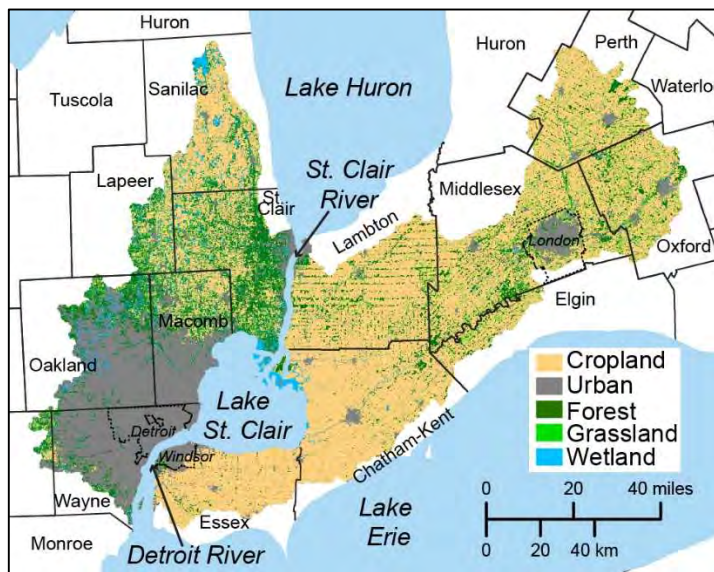 Huron
Tuscola
Sanilac
Lake Huron
Huron
Perth
Waterlo
Lapeer
St.
Clair
St. Clair
River
Lambton
Middlesex
London
Oxford
Elgin
Oakland
Macomb
Lake
St. Clair
Detroit
Windsor
Wayne
Essex
Monroe
Detroit River
Chatham-Kent
Lake
Erie
Cropland
Urban
Forest
Grassland
Wetland
0 20 40 miles
0 20 40 km